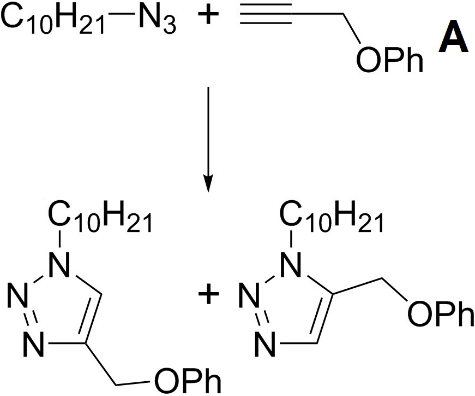 C10H21—N3 + OPh A
C10H21 C10H21
N N
N + N OPh
N N
OPh